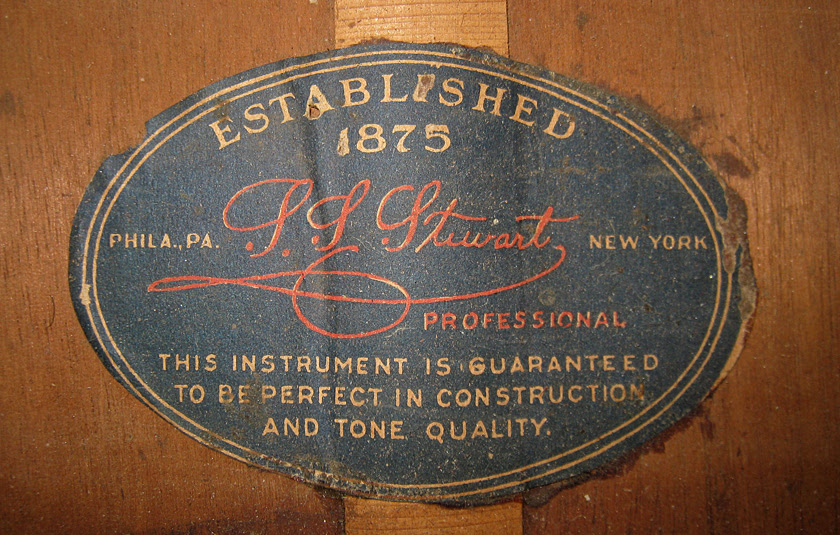 ESTABLISHED
1875
PHILA., PA. S. S. Stewart NEW YORK
PROFESSIONAL
THIS INSTRUMENT IS GUARANTEED
TO BE PERFECT IN CONSTRUCTION
AND TONE QUALITY.